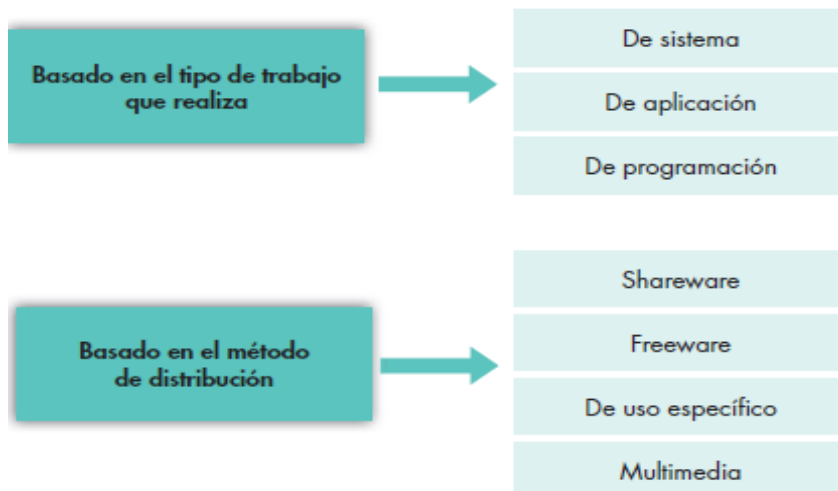 Basado en el tipo de trabajo
que realiza
De sistema
De aplicación
De programación
Basado en el método
de distribución
Shareware
Freeware
De uso específico
Multimedia